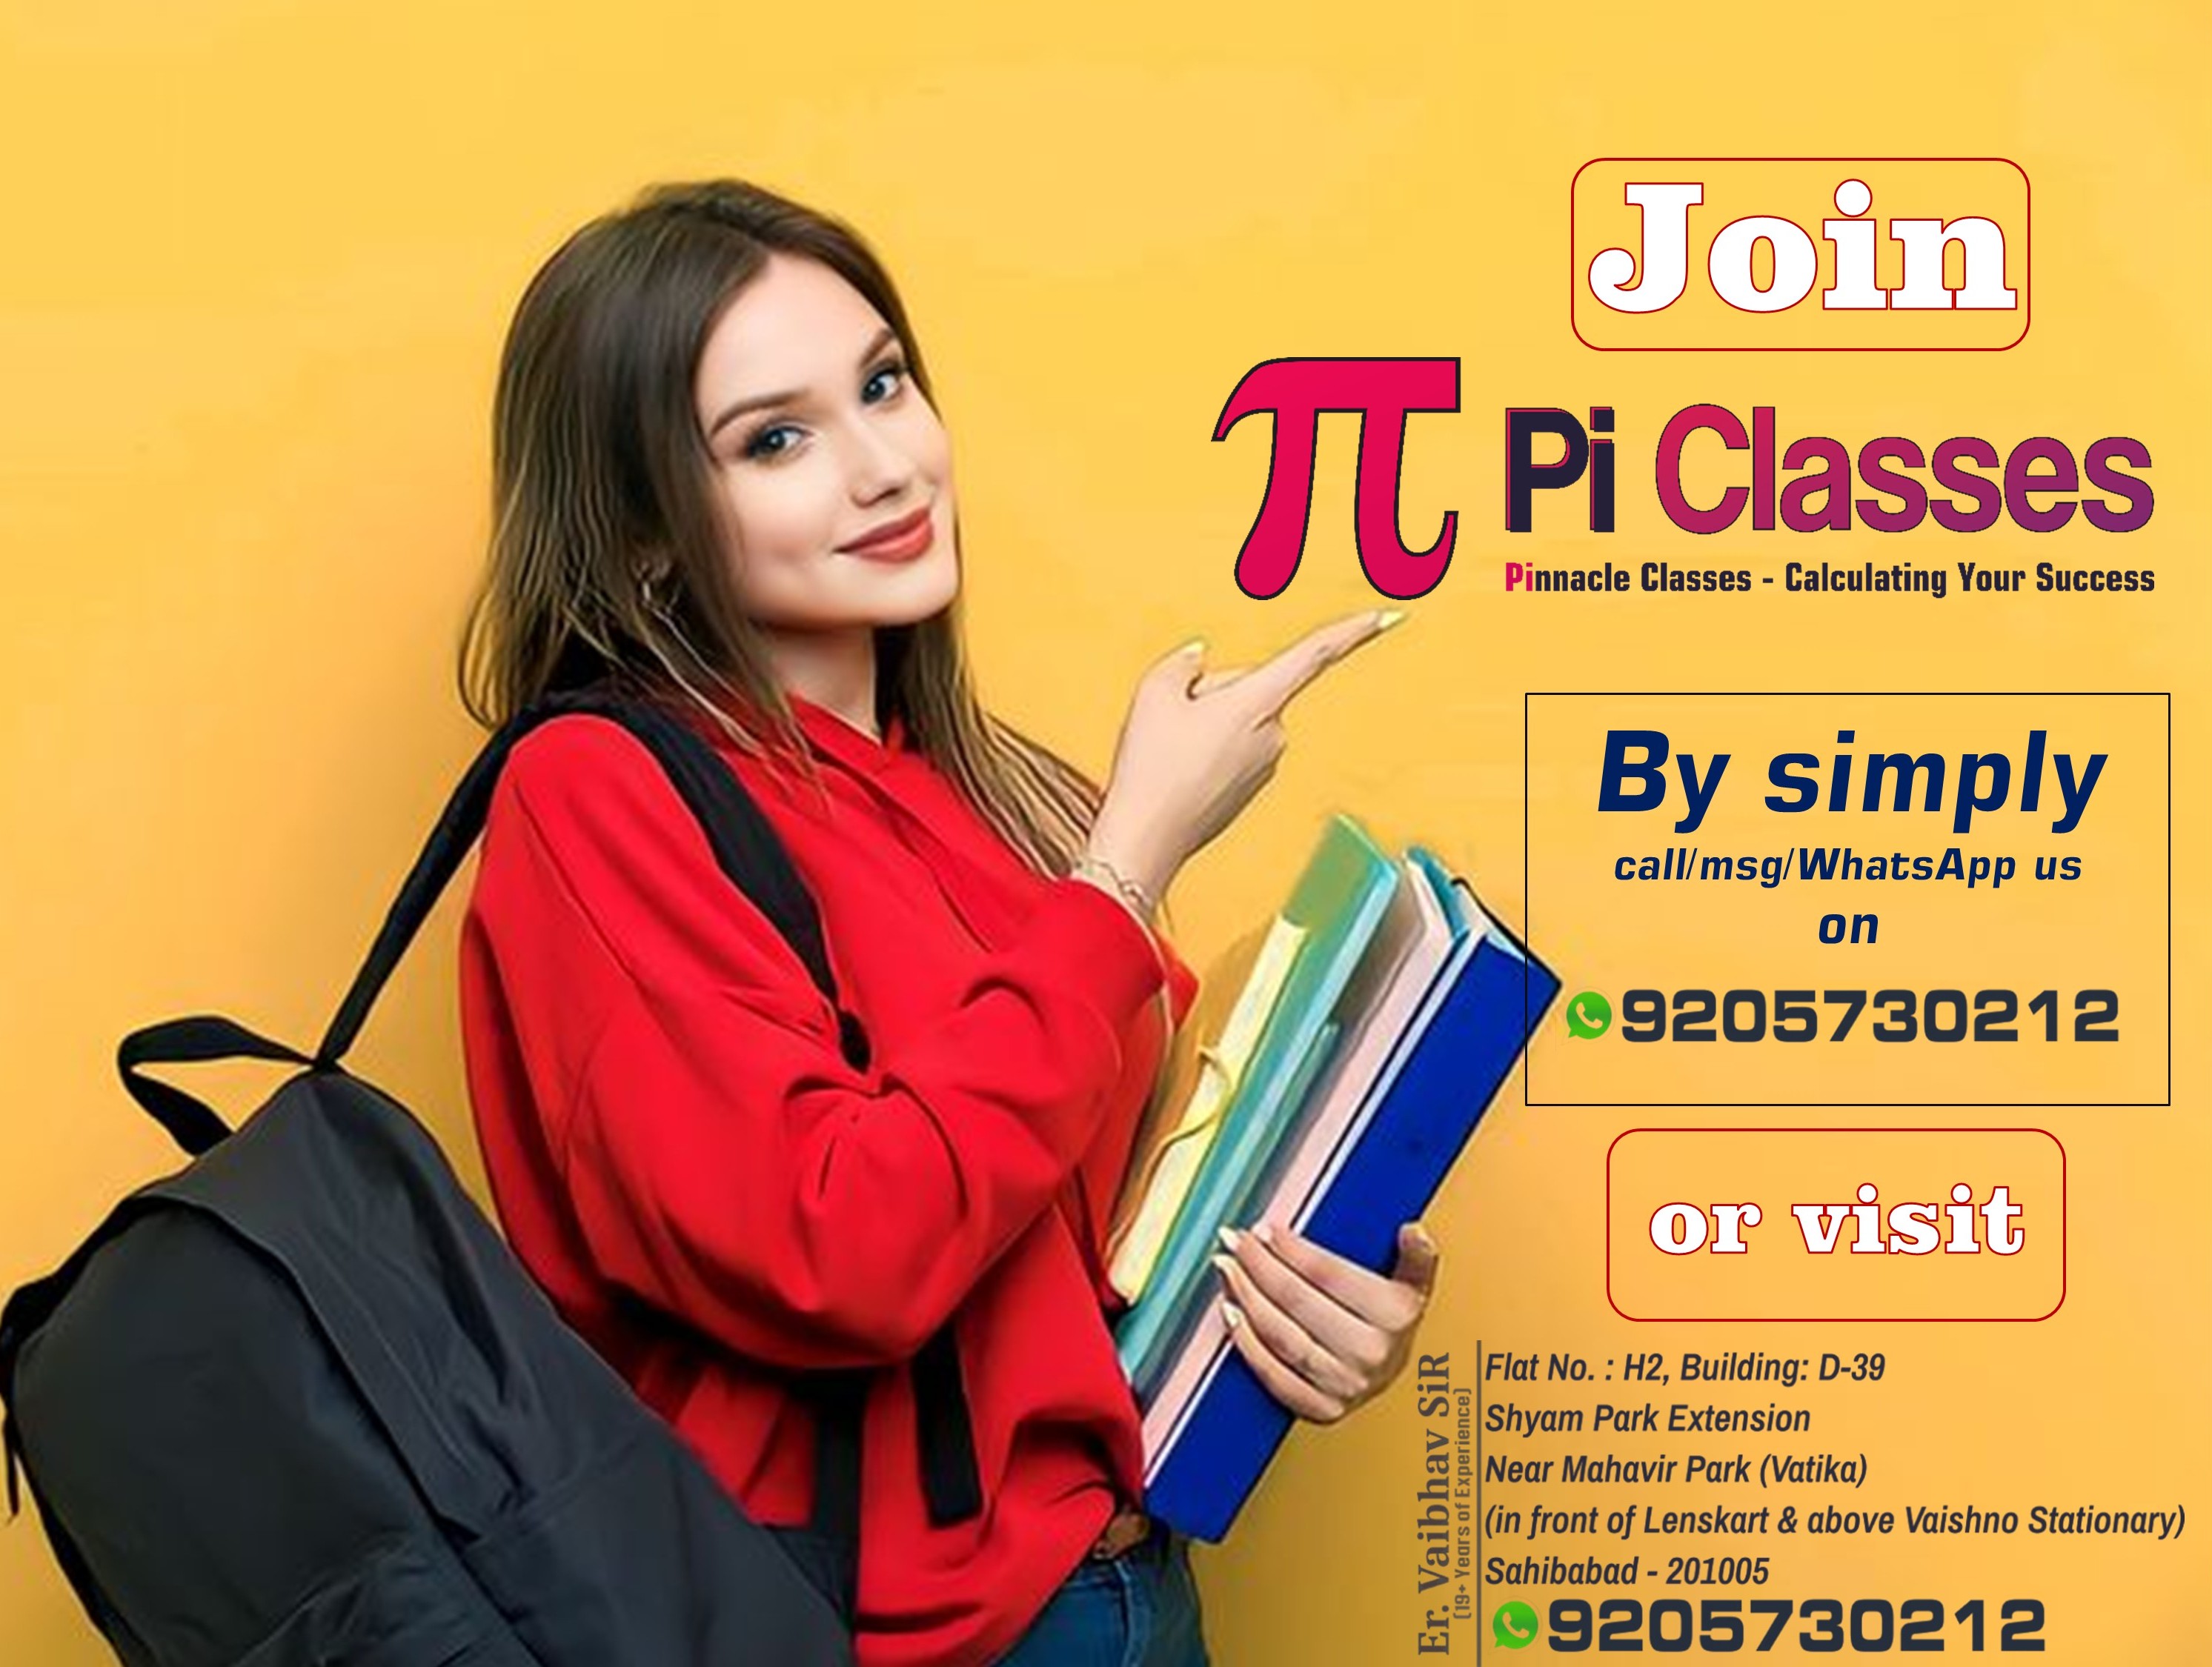 Join
π Pi Classes
Pinnacle Classes - Calculating Your Success
By simply
call/msg/WhatsApp us
on
9205730212
or visit
Er. Vaibhav SiR
(19+ Years of Experience)
Flat No. : H2, Building: D-39
Shyam Park Extension
Near Mahavir Park (Vatika)
(in front of Lenskart & above Vaishno Stationary)
Sahibabad - 201005
9205730212